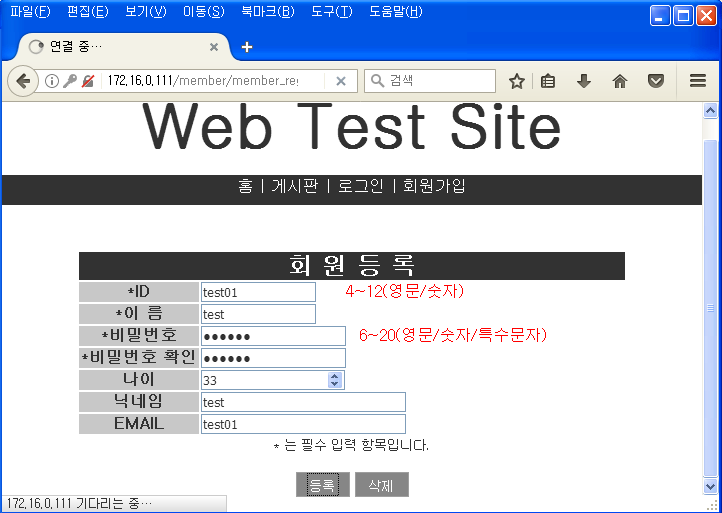 파일(F) 편집(E) 보기(V) 이동(S) 북마크(B) 도구(T) 도움말(H)
연결 중…
172.16.0.111/member/member_re
검색
Web Test Site
홈 | 게시판 | 로그인 | 회원가입
회 원 등 록
*ID test01 4~12(영문/숫자)
*이 름 test
*비밀번호 ●●●●●● 6~20(영문/숫자/특수문자)
*비밀번호 확인 ●●●●●●
나이 33
닉네임 test
EMAIL test01
* 는 필수 입력 항목입니다.
등록 삭제
172.16.0.111 기다리는 중…